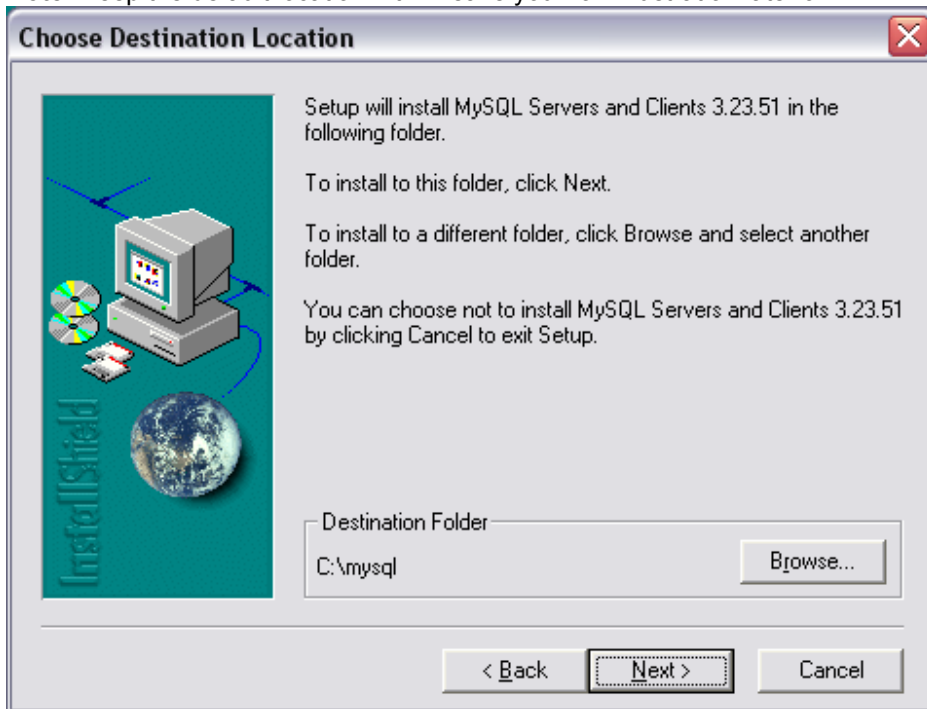 Choose Destination Location
Setup will install MySQL Servers and Clients 3.23.51 in the
following folder.
To install to this folder, click Next.
To install to a different folder, click Browse and select another
folder.
You can choose not to install MySQL Servers and Clients 3.23.51
by clicking Cancel to exit Setup.
InstallShield
Destination Folder
C:\mysql
Browse...
< Back
Next >
Cancel